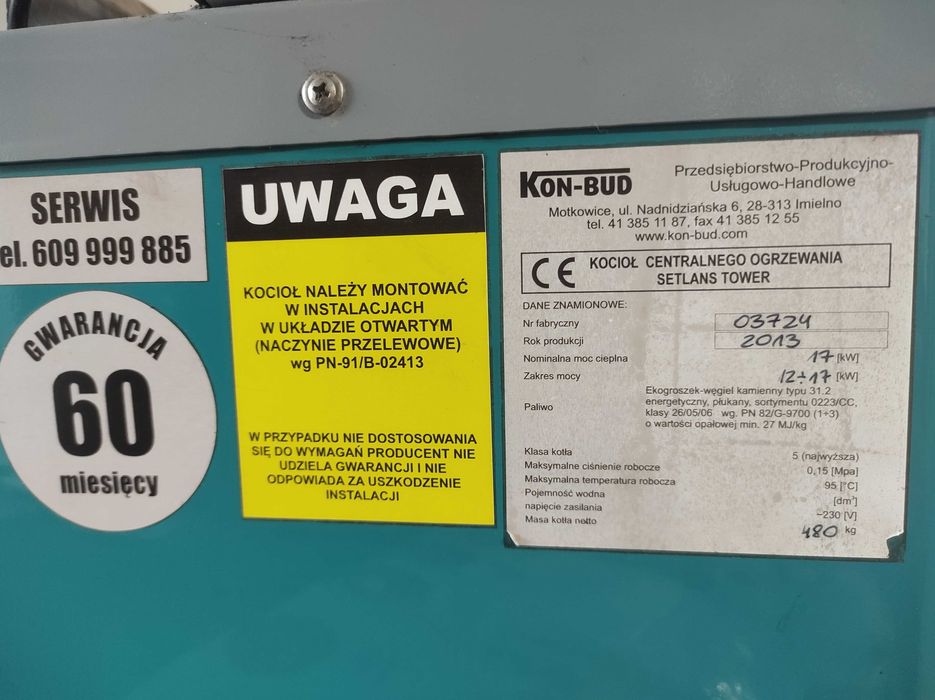 SERWIS
el. 609 999 885
GWARANCJA
60
miesięcy
UWAGA
KOCIOŁ NALEŻY MONTOWAĆ
W INSTALACJACH
W UKŁADZIE OTWARTYM
(NACZYNIE PRZELEWOWE)
wg PN-91/B-02413
W PRZYPADKU NIE DOSTOSOWANIA
SIĘ DO WYMAGAŃ PRODUCENT NIE
UDZIELA GWARANCJI I NIE
ODPOWIADA ZA USZKODZENIE
INSTALACJI
KON-BUD
Przedsiębiorstwo-Produkcyjno-
Usługowo-Handlowe
Motkowice, ul. Nadnidziańska 6, 28-313 Imielno
tel. 41 385 11 87, fax 41 385 12 55
www.kon-bud.com
CE KOCIOŁ CENTRALNEGO OGRZEWANIA
SETLANS TOWER
DANE ZNAMIONOWE:
Nr fabryczny 03724
Rok produkcji 2013
Nominalna moc cieplna 17 [kW]
Zakres mocy 12÷17 [kW]
Paliwo
Ekogroszek-węgiel kamienny typu 31.2
energetyczny, płukany, sortymentu 0223/CC,
klasy 26/05/06 wg. PN 82/G-9700 (1÷3)
o wartości opałowej min. 27 MJ/kg
Klasa kotła 5 (najwyższa)
Maksymalne ciśnienie robocze 0,15 [Mpa]
Maksymalna temperatura robocza 95 [°C]
Pojemność wodna [dm³]
napięcie zasilania ~230 [V]
Masa kotła netto 480 kg